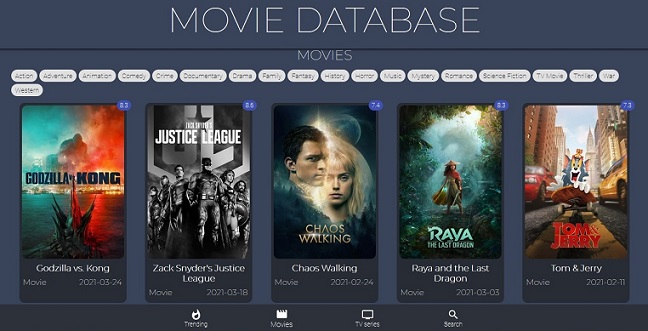 MOVIE DATABASE
MOVIES
Action Adventure Animation Comedy Crime Documentary Drama Family Fantasy History Horror Music Mystery Romance Science Fiction TV Movie Thriller War
Western
8.3 8.6 7.4 8.3 7.3
ZACK SNYDER'S
JUSTICE LEAGUE
GODZILLA VS KONG
CHAOS
WALKING
RAYA
AND
THE LAST DRAGON
TOM&
JERRY
Godzilla vs. Kong
Movie 2021-03-24
Zack Snyder's Justice
League
Movie 2021-03-18
Chaos Walking
Movie 2021-02-24
Raya and the Last
Dragon
Movie 2021-03-03
Tom & Jerry
Movie 2021-02-11
Trending Movies TV series Search